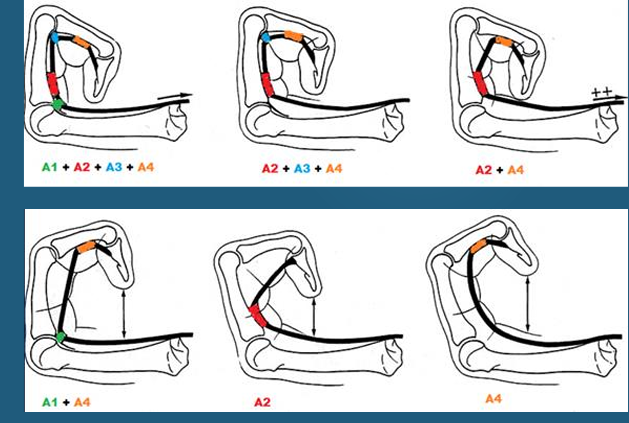 ++
A1 + A2 + A3 + A4
A2 + A3 + A4
A2 + A4
A1 + A4
A2
A4